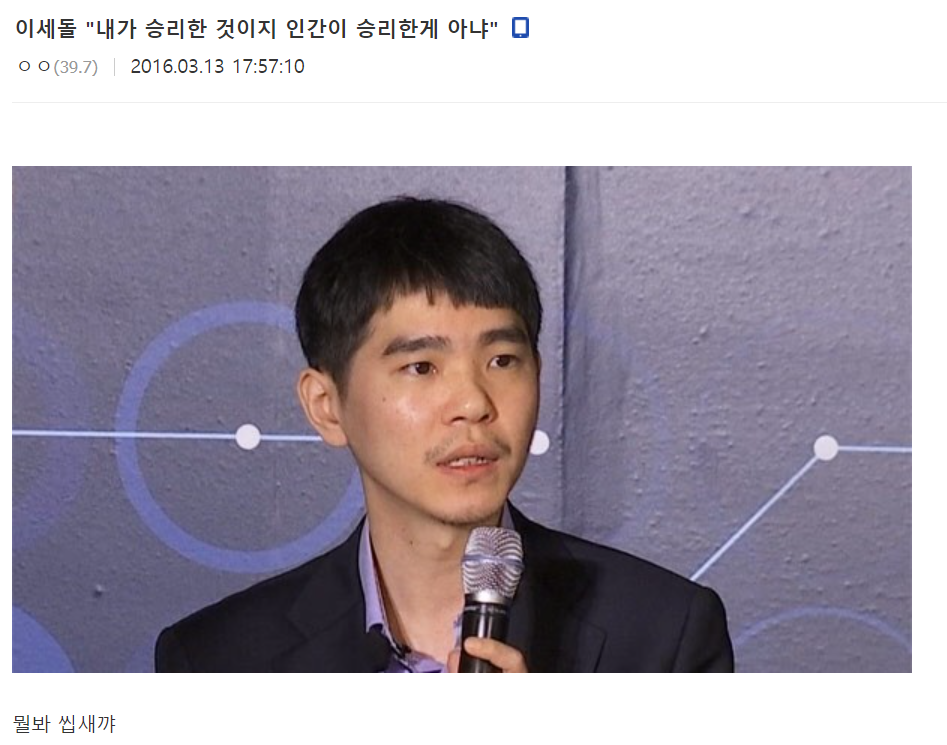 이세돌 "내가 승리한 것이지 인간이 승리한게 아냐"
ㅇㅇ(39.7) 2016.03.13 17:57:10
뭘봐 씹새꺄